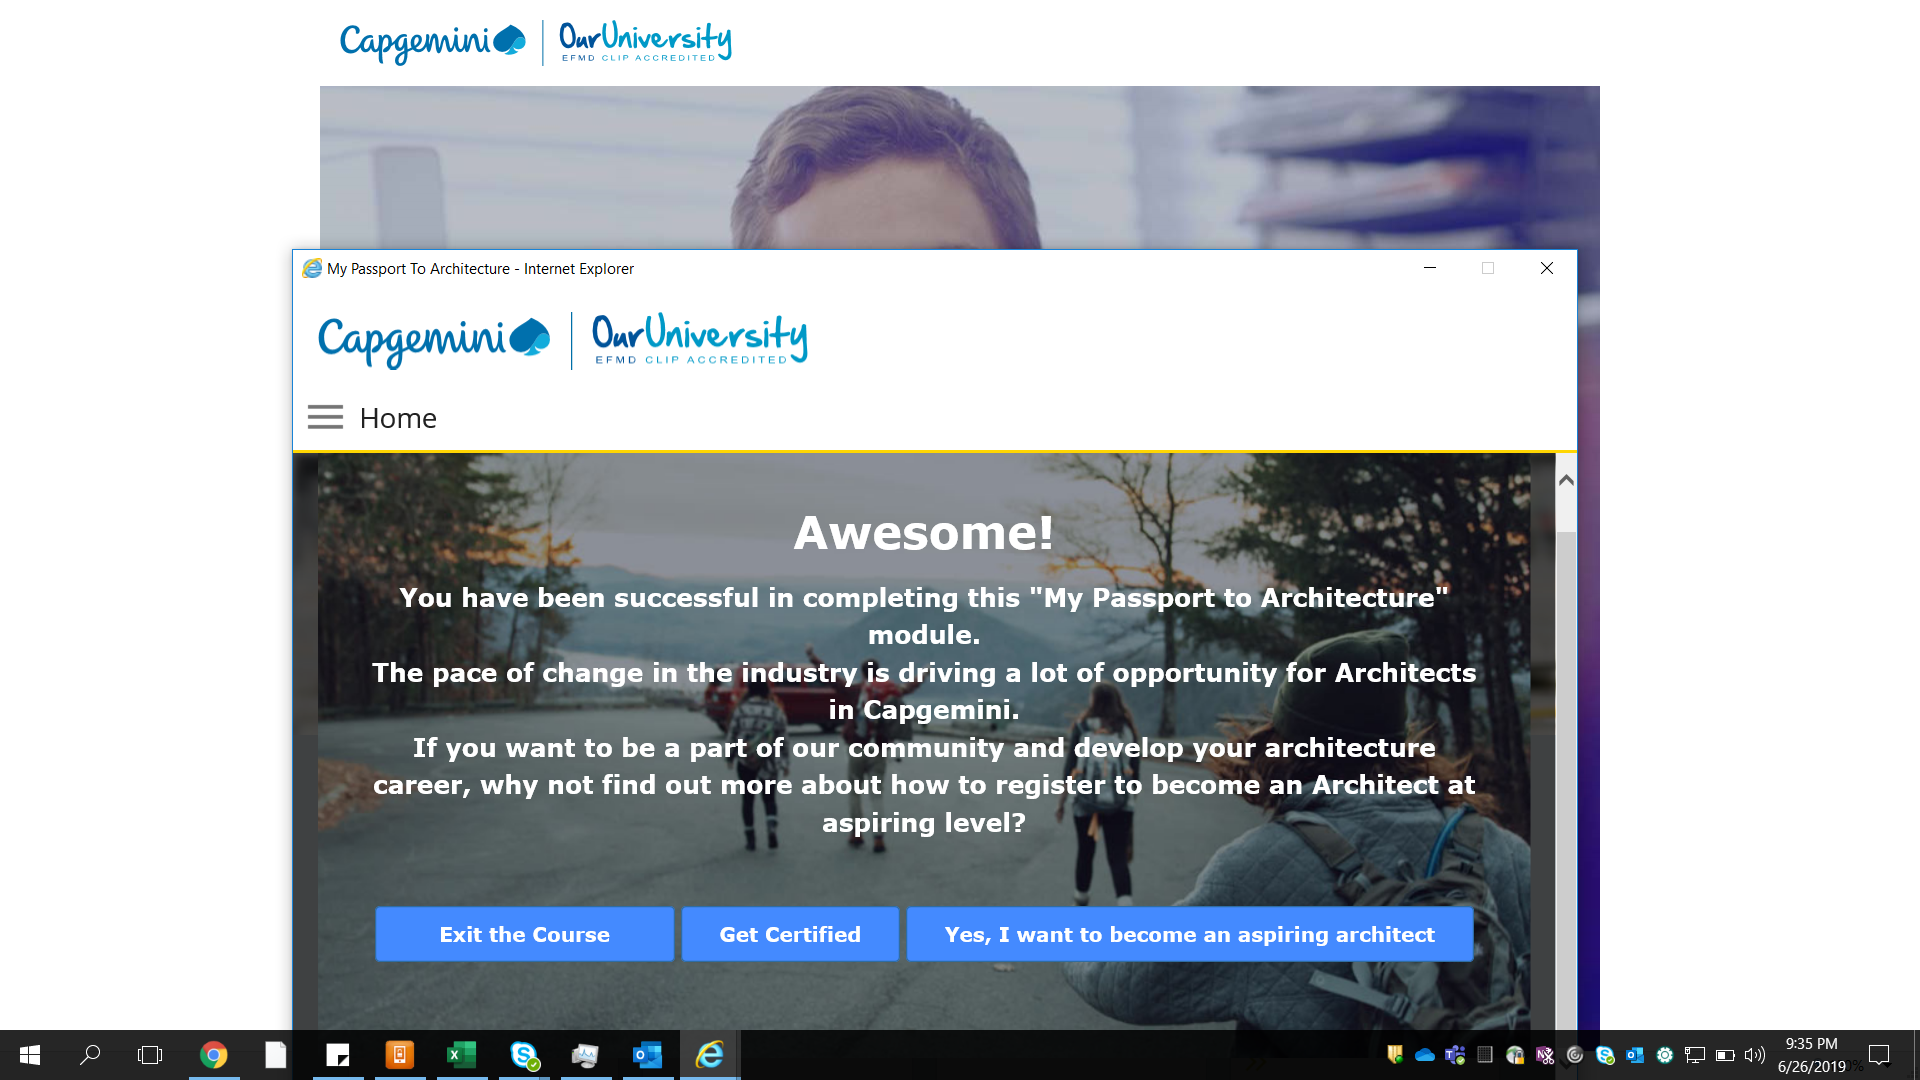 Capgemini
OurUniversity
EFMD CLIP ACCREDITED
My Passport To Architecture - Internet Explorer
Capgemini
OurUniversity
EFMD CLIP ACCREDITED
Home
Awesome!
You have been successful in completing this "My Passport to Architecture"
module.
The pace of change in the industry is driving a lot of opportunity for Architects
in Capgemini.
If you want to be a part of our community and develop your architecture
career, why not find out more about how to register to become an Architect at
aspiring level?
Exit the Course
Get Certified
Yes, I want to become an aspiring architect
9:35 PM
6/26/2019